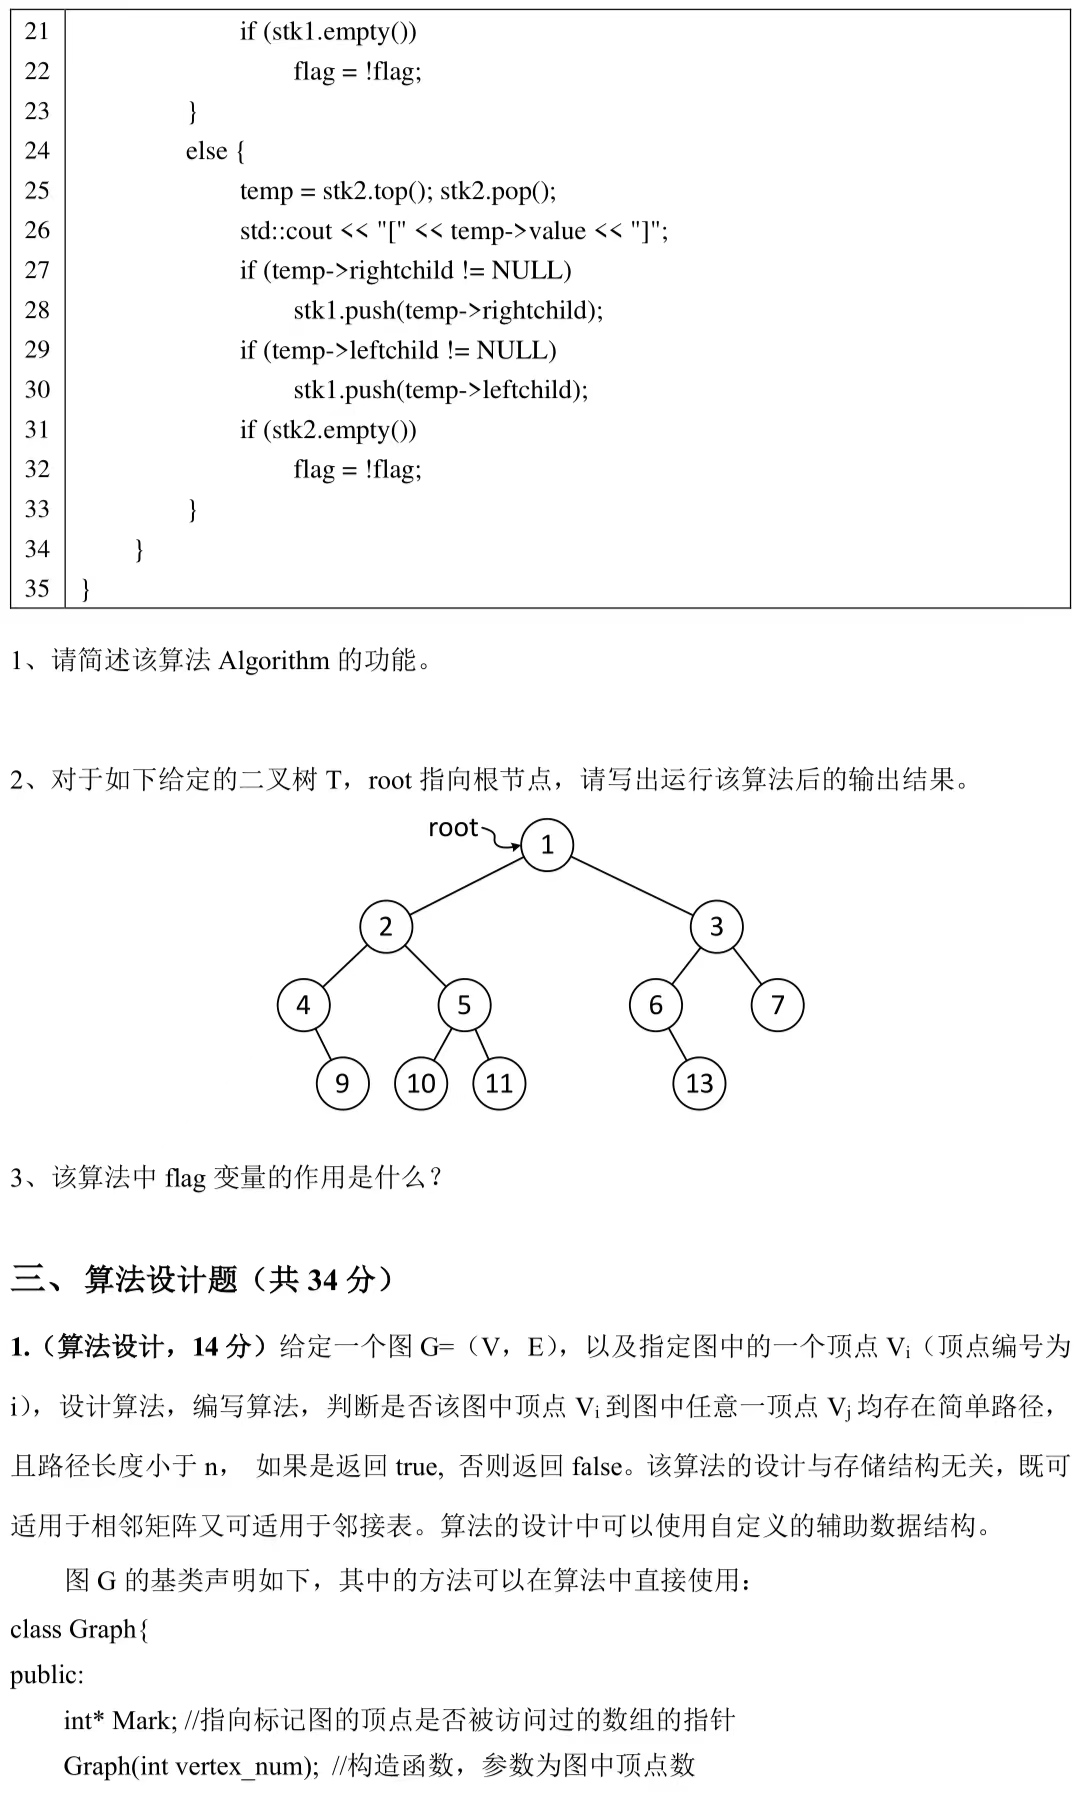 21 if (stk1.empty())
22 flag = !flag;
23 }
24 else {
25 temp = stk2.top(); stk2.pop();
26 std::cout << "[" << temp->value << "]";
27 if (temp->rightchild != NULL)
28 stk1.push(temp->rightchild);
29 if (temp->leftchild != NULL)
30 stk1.push(temp->leftchild);
31 if (stk2.empty())
32 flag = !flag;
33 }
34 }
35 }
1、请简述该算法 Algorithm 的功能。
2、对于如下给定的二叉树 T，root 指向根节点，请写出运行该算法后的输出结果。
root 1
2 3
4 5 6 7
9 10 11 13
3、该算法中 flag 变量的作用是什么？
三、 算法设计题（共 34 分）
1.（算法设计，14 分）给定一个图 G=（V，E），以及指定图中的一个顶点 Vi（顶点编号为
i），设计算法，编写算法，判断是否该图中顶点 Vi 到图中任意一顶点 Vj 均存在简单路径，
且路径长度小于 n， 如果是返回 true, 否则返回 false。该算法的设计与存储结构无关，既可
适用于相邻矩阵又可适用于邻接表。算法的设计中可以使用自定义的辅助数据结构。
图 G 的基类声明如下，其中的方法可以在算法中直接使用：
class Graph{
public:
int* Mark; //指向标记图的顶点是否被访问过的数组的指针
Graph(int vertex_num); //构造函数，参数为图中顶点数